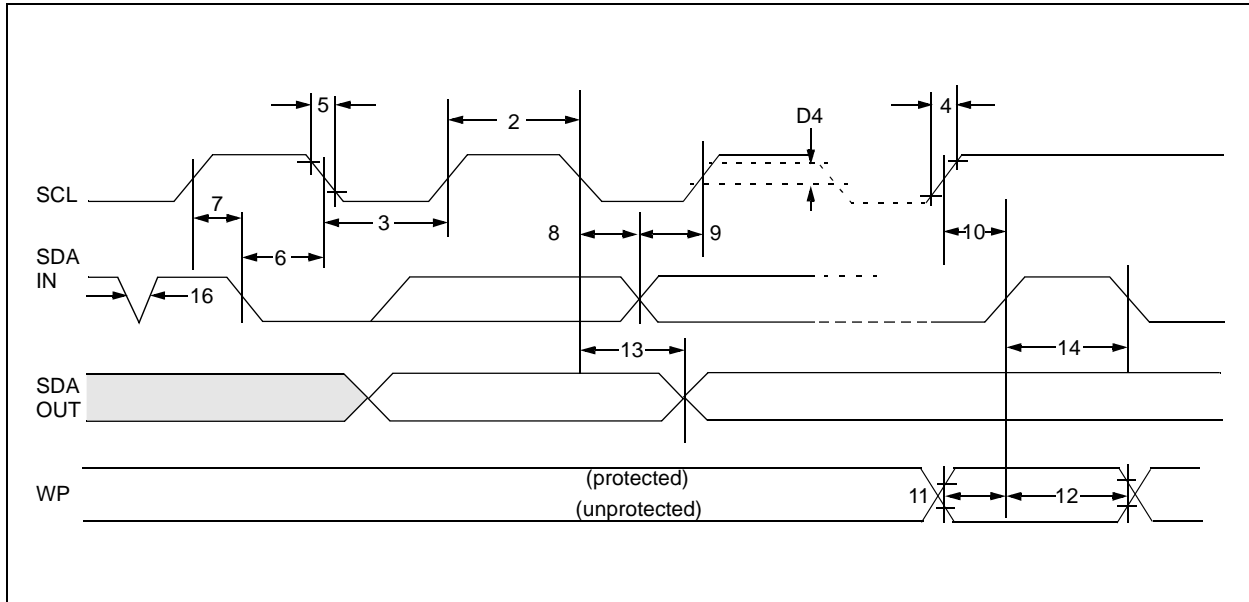 5
2
D4
4
SCL
7
3
8
9
10
6
SDA
IN
16
13
14
SDA
OUT
(protected)
WP
11
12
(unprotected)